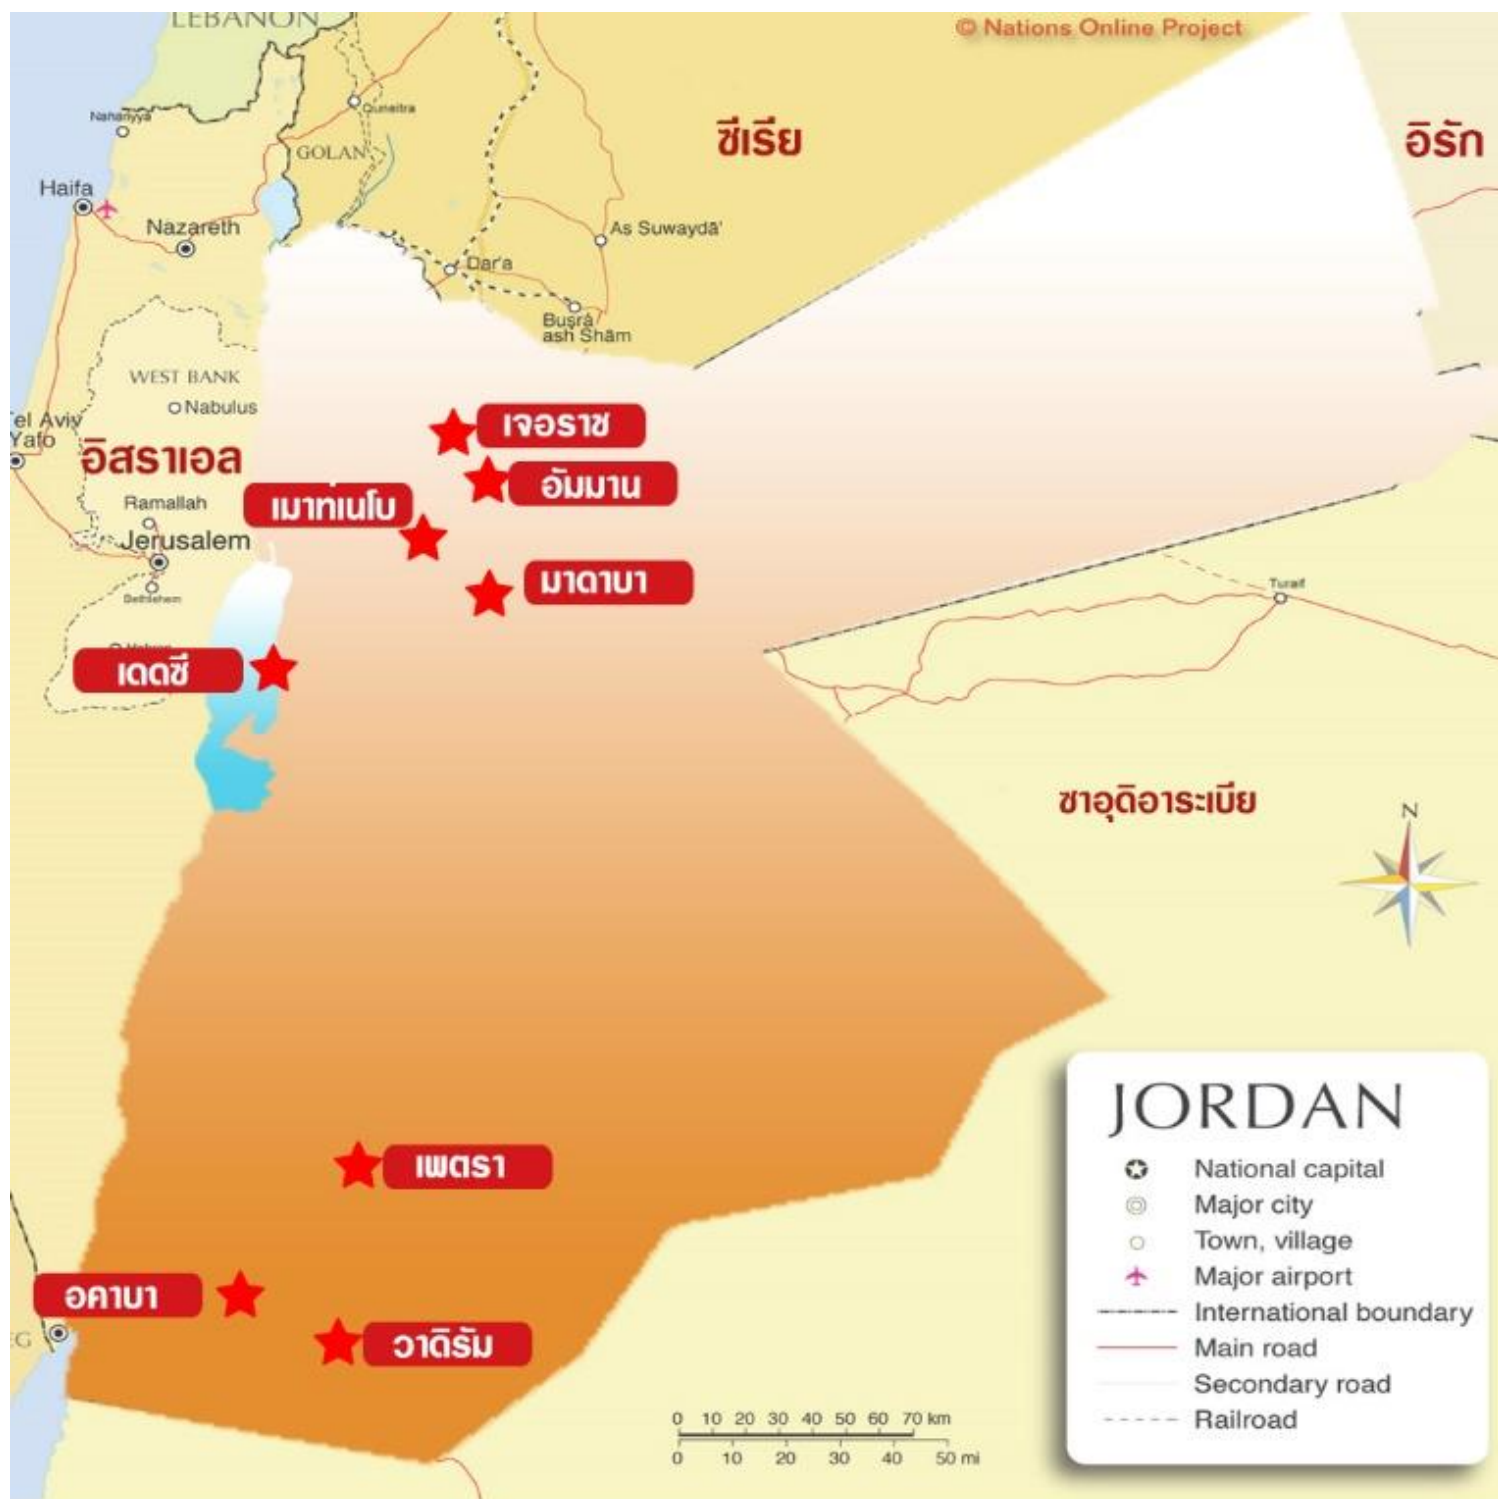 LEBANON
© Nations Online Project
Nahariyya
Quneitra
GOLAN
ซีเรีย
อิรัก
Haifa
Nazareth
As Suwaydā'
Dar'a
Buşrá
ash Shām
WEST BANK
Nabulus
el Aviv
Yafo
อิสราเอล
เจอราช
อัมมาน
เมาท์เนโบ
Ramallah
Jerusalem
มาดาบา
Bethlehem
Turaif
เดดซี
ซาอุดิอาระเบีย
N
JORDAN
National capital
Major city
Town, village
Major airport
International boundary
Main road
Secondary road
Railroad
เพตรา
อคาบา
วาดิรัม
0 10 20 30 40 50 60 70 km
0 10 20 30 40 50 mi